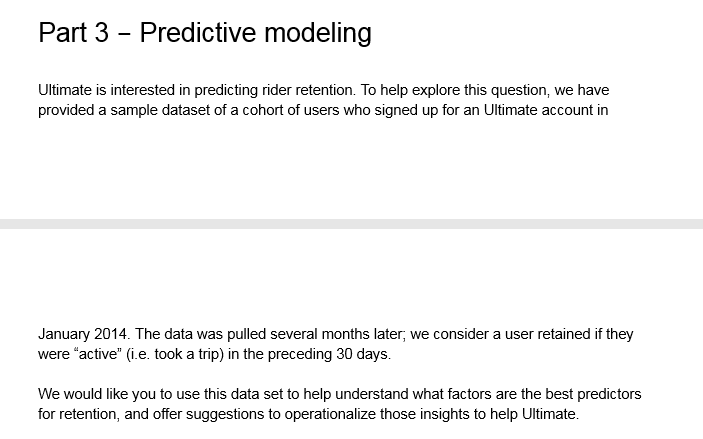 Part 3 – Predictive modeling
Ultimate is interested in predicting rider retention. To help explore this question, we have
provided a sample dataset of a cohort of users who signed up for an Ultimate account in
January 2014. The data was pulled several months later; we consider a user retained if they
were “active” (i.e. took a trip) in the preceding 30 days.
We would like you to use this data set to help understand what factors are the best predictors
for retention, and offer suggestions to operationalize those insights to help Ultimate.